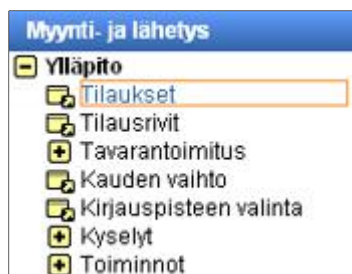 Myynti- ja lähetys
Ylläpito
Tilaukset
Tilausrivit
Tavarantoimitus
Kauden vaihto
Kirjauspisteen valinta
Kyselyt
Toiminnot